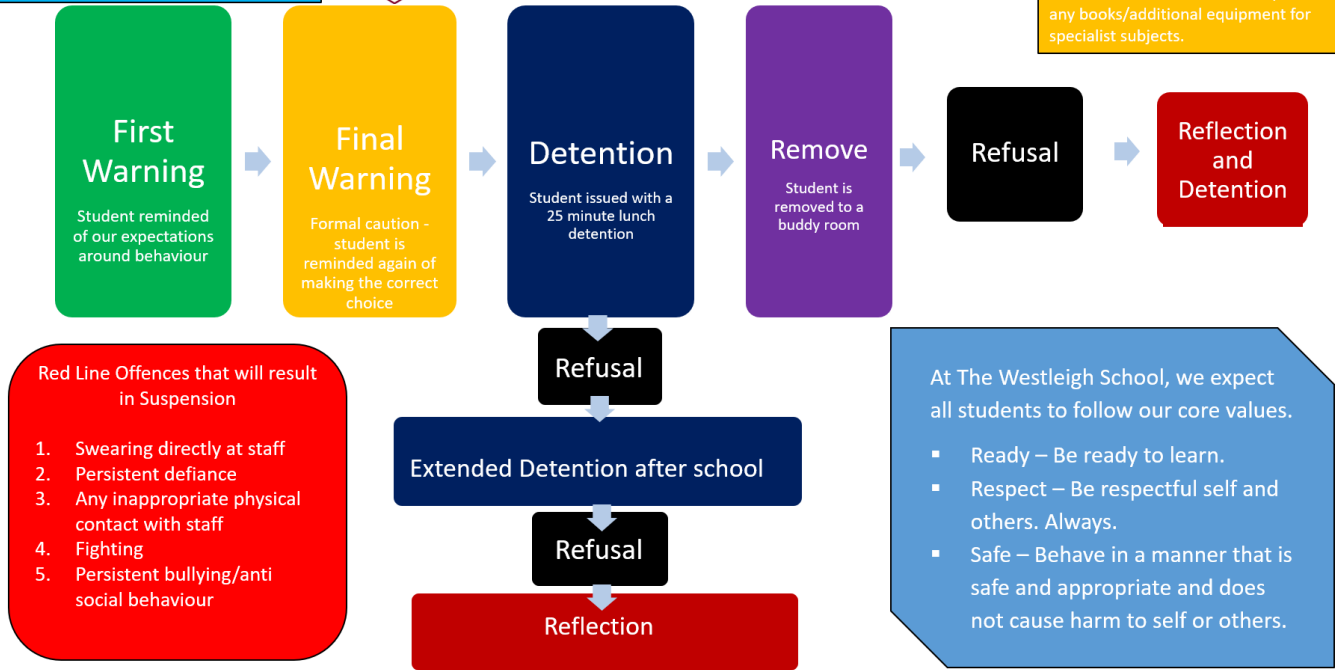 any books/additional equipment for
specialist subjects.
First
Warning
Student reminded
of our expectations
around behaviour
Final
Warning
Formal caution -
student is
reminded again of
making the correct
choice
Detention
Student issued with a
25 minute lunch
detention
Remove
Student is
removed to a
buddy room
Refusal
Reflection
and
Detention
Refusal
Extended Detention after school
Refusal
Reflection
Red Line Offences that will result
in Suspension
1. Swearing directly at staff
2. Persistent defiance
3. Any inappropriate physical
contact with staff
4. Fighting
5. Persistent bullying/anti
social behaviour
At The Westleigh School, we expect
all students to follow our core values.
▪ Ready – Be ready to learn.
▪ Respect – Be respectful self and
others. Always.
▪ Safe – Behave in a manner that is
safe and appropriate and does
not cause harm to self or others.